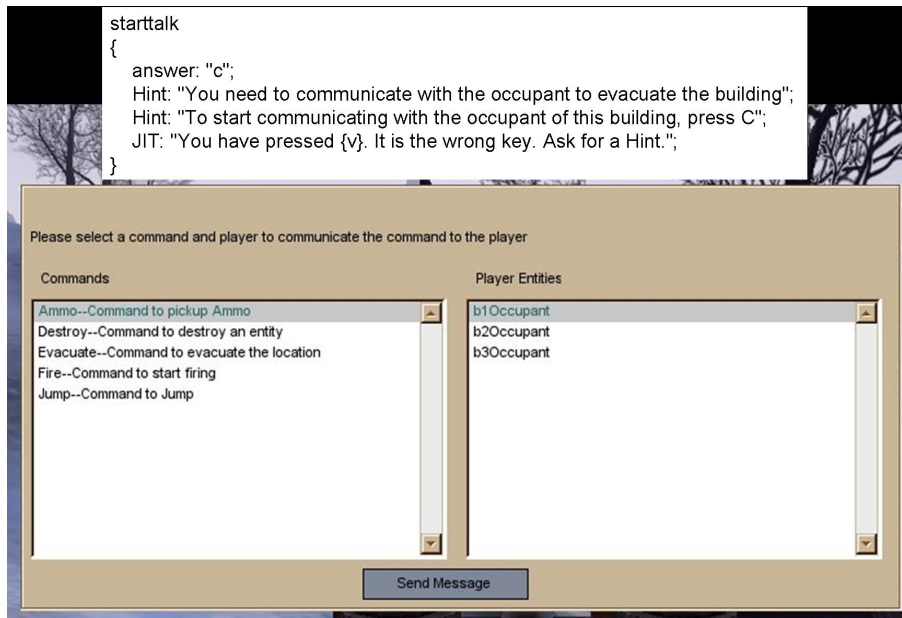 starttalk
{
answer: "c";
Hint: "You need to communicate with the occupant to evacuate the building";
Hint: "To start communicating with the occupant of this building, press C";
JIT: "You have pressed {v}. It is the wrong key. Ask for a Hint.";
}
Please select a command and player to communicate the command to the player
Commands
Ammo--Command to pickup Ammo
Destroy--Command to destroy an entity
Evacuate--Command to evacuate the location
Fire--Command to start firing
Jump--Command to Jump
Player Entities
b1Occupant
b2Occupant
b3Occupant
Send Message